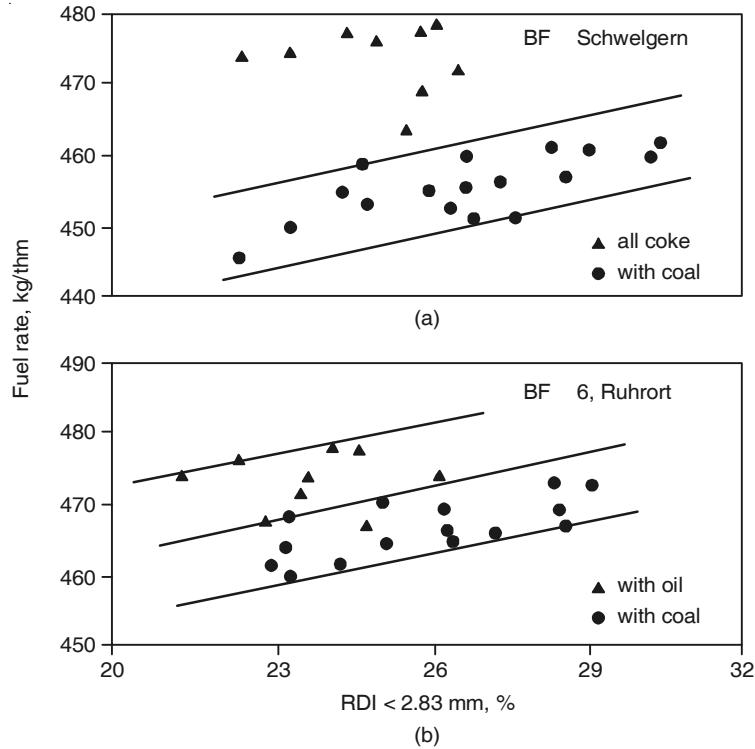 480
BF Schwelgern
470
460
450
all coke
with coal
440
(a)
Fuel rate, kg/thm
490
BF 6, Ruhrort
480
470
460
with oil
with coal
450
20 23 26 29 32
RDI < 2.83 mm, %
(b)